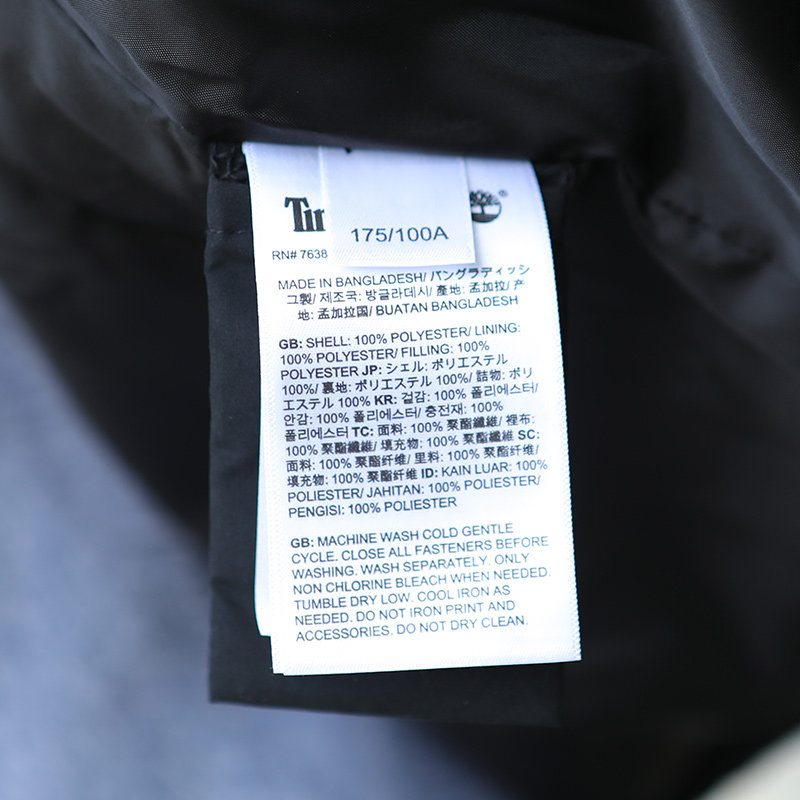 Tir
®
175/100A
RN# 7638
MADE IN BANGLADESH/ バングラディッシ
グ製/ 제조국: 방글라데시/ 產地: 孟加拉/ 产
地: 孟加拉国/ BUATAN BANGLADESH
GB: SHELL: 100% POLYESTER/ LINING:
100% POLYESTER/ FILLING: 100%
POLYESTER JP: シェル: ポリエステル
100%/ 裏地: ポリエステル 100%/ 詰物: ポリ
エステル 100% KR: 겉감: 100% 폴리에스터/
안감: 100% 폴리에스터/ 충전재: 100%
폴리에스터 TC: 面料: 100% 聚酯纖維/ 裡布:
100% 聚酯纖維/ 填充物: 100% 聚酯纖維 SC:
面料: 100% 聚酯纤维/ 里料: 100% 聚酯纤维/
填充物: 100% 聚酯纤维 ID: KAIN LUAR: 100%
POLIESTER/ JAHITAN: 100% POLIESTER/
PENGISI: 100% POLIESTER
GB: MACHINE WASH COLD GENTLE
CYCLE. CLOSE ALL FASTENERS BEFORE
WASHING. WASH SEPARATELY. ONLY
NON CHLORINE BLEACH WHEN NEEDED.
TUMBLE DRY LOW. COOL IRON AS
NEEDED. DO NOT IRON PRINT AND
ACCESSORIES. DO NOT DRY CLEAN.